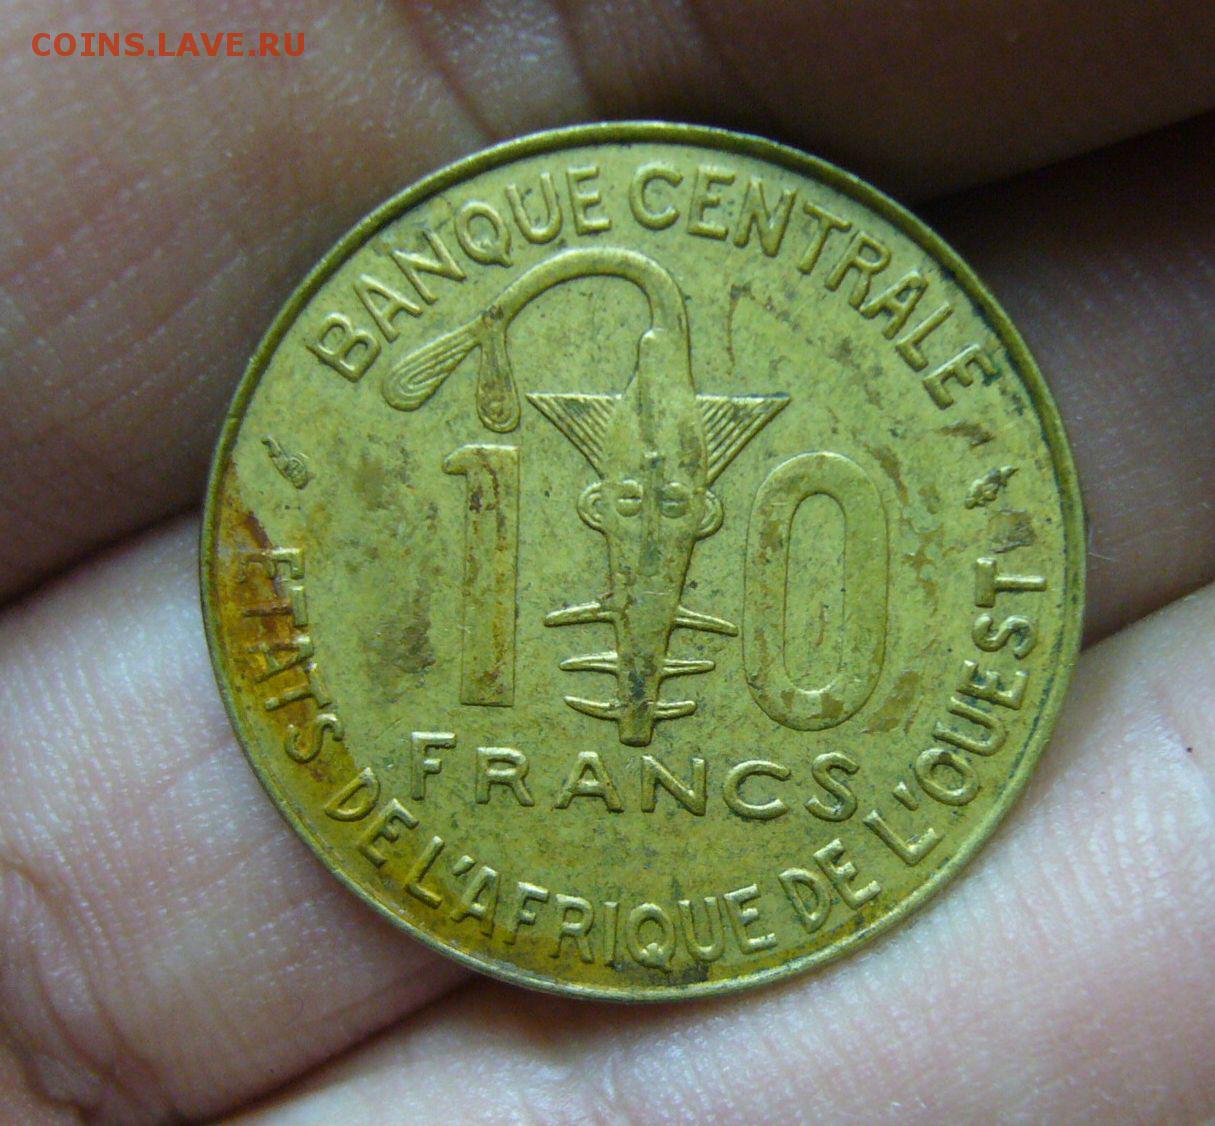 COINS.LAVE.RU
BANQUE CENTRALE
10
FRANCS
ETATS DE L'AFRIQUE DE L'OUEST